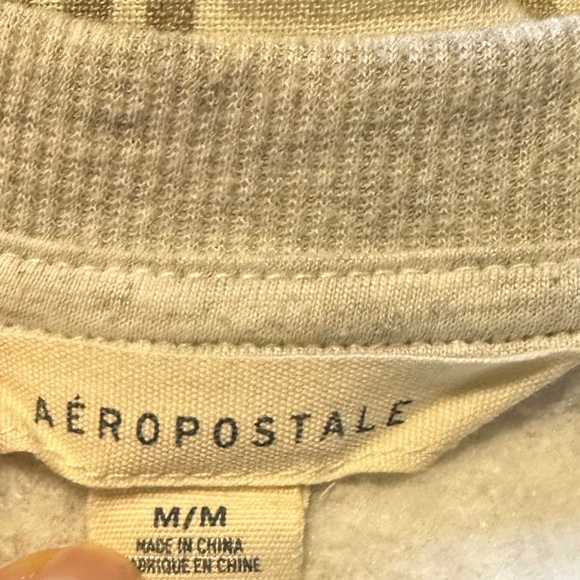 AÉROPOSTALE
M/M
MADE IN CHINA
FABRIQUE EN CHINE